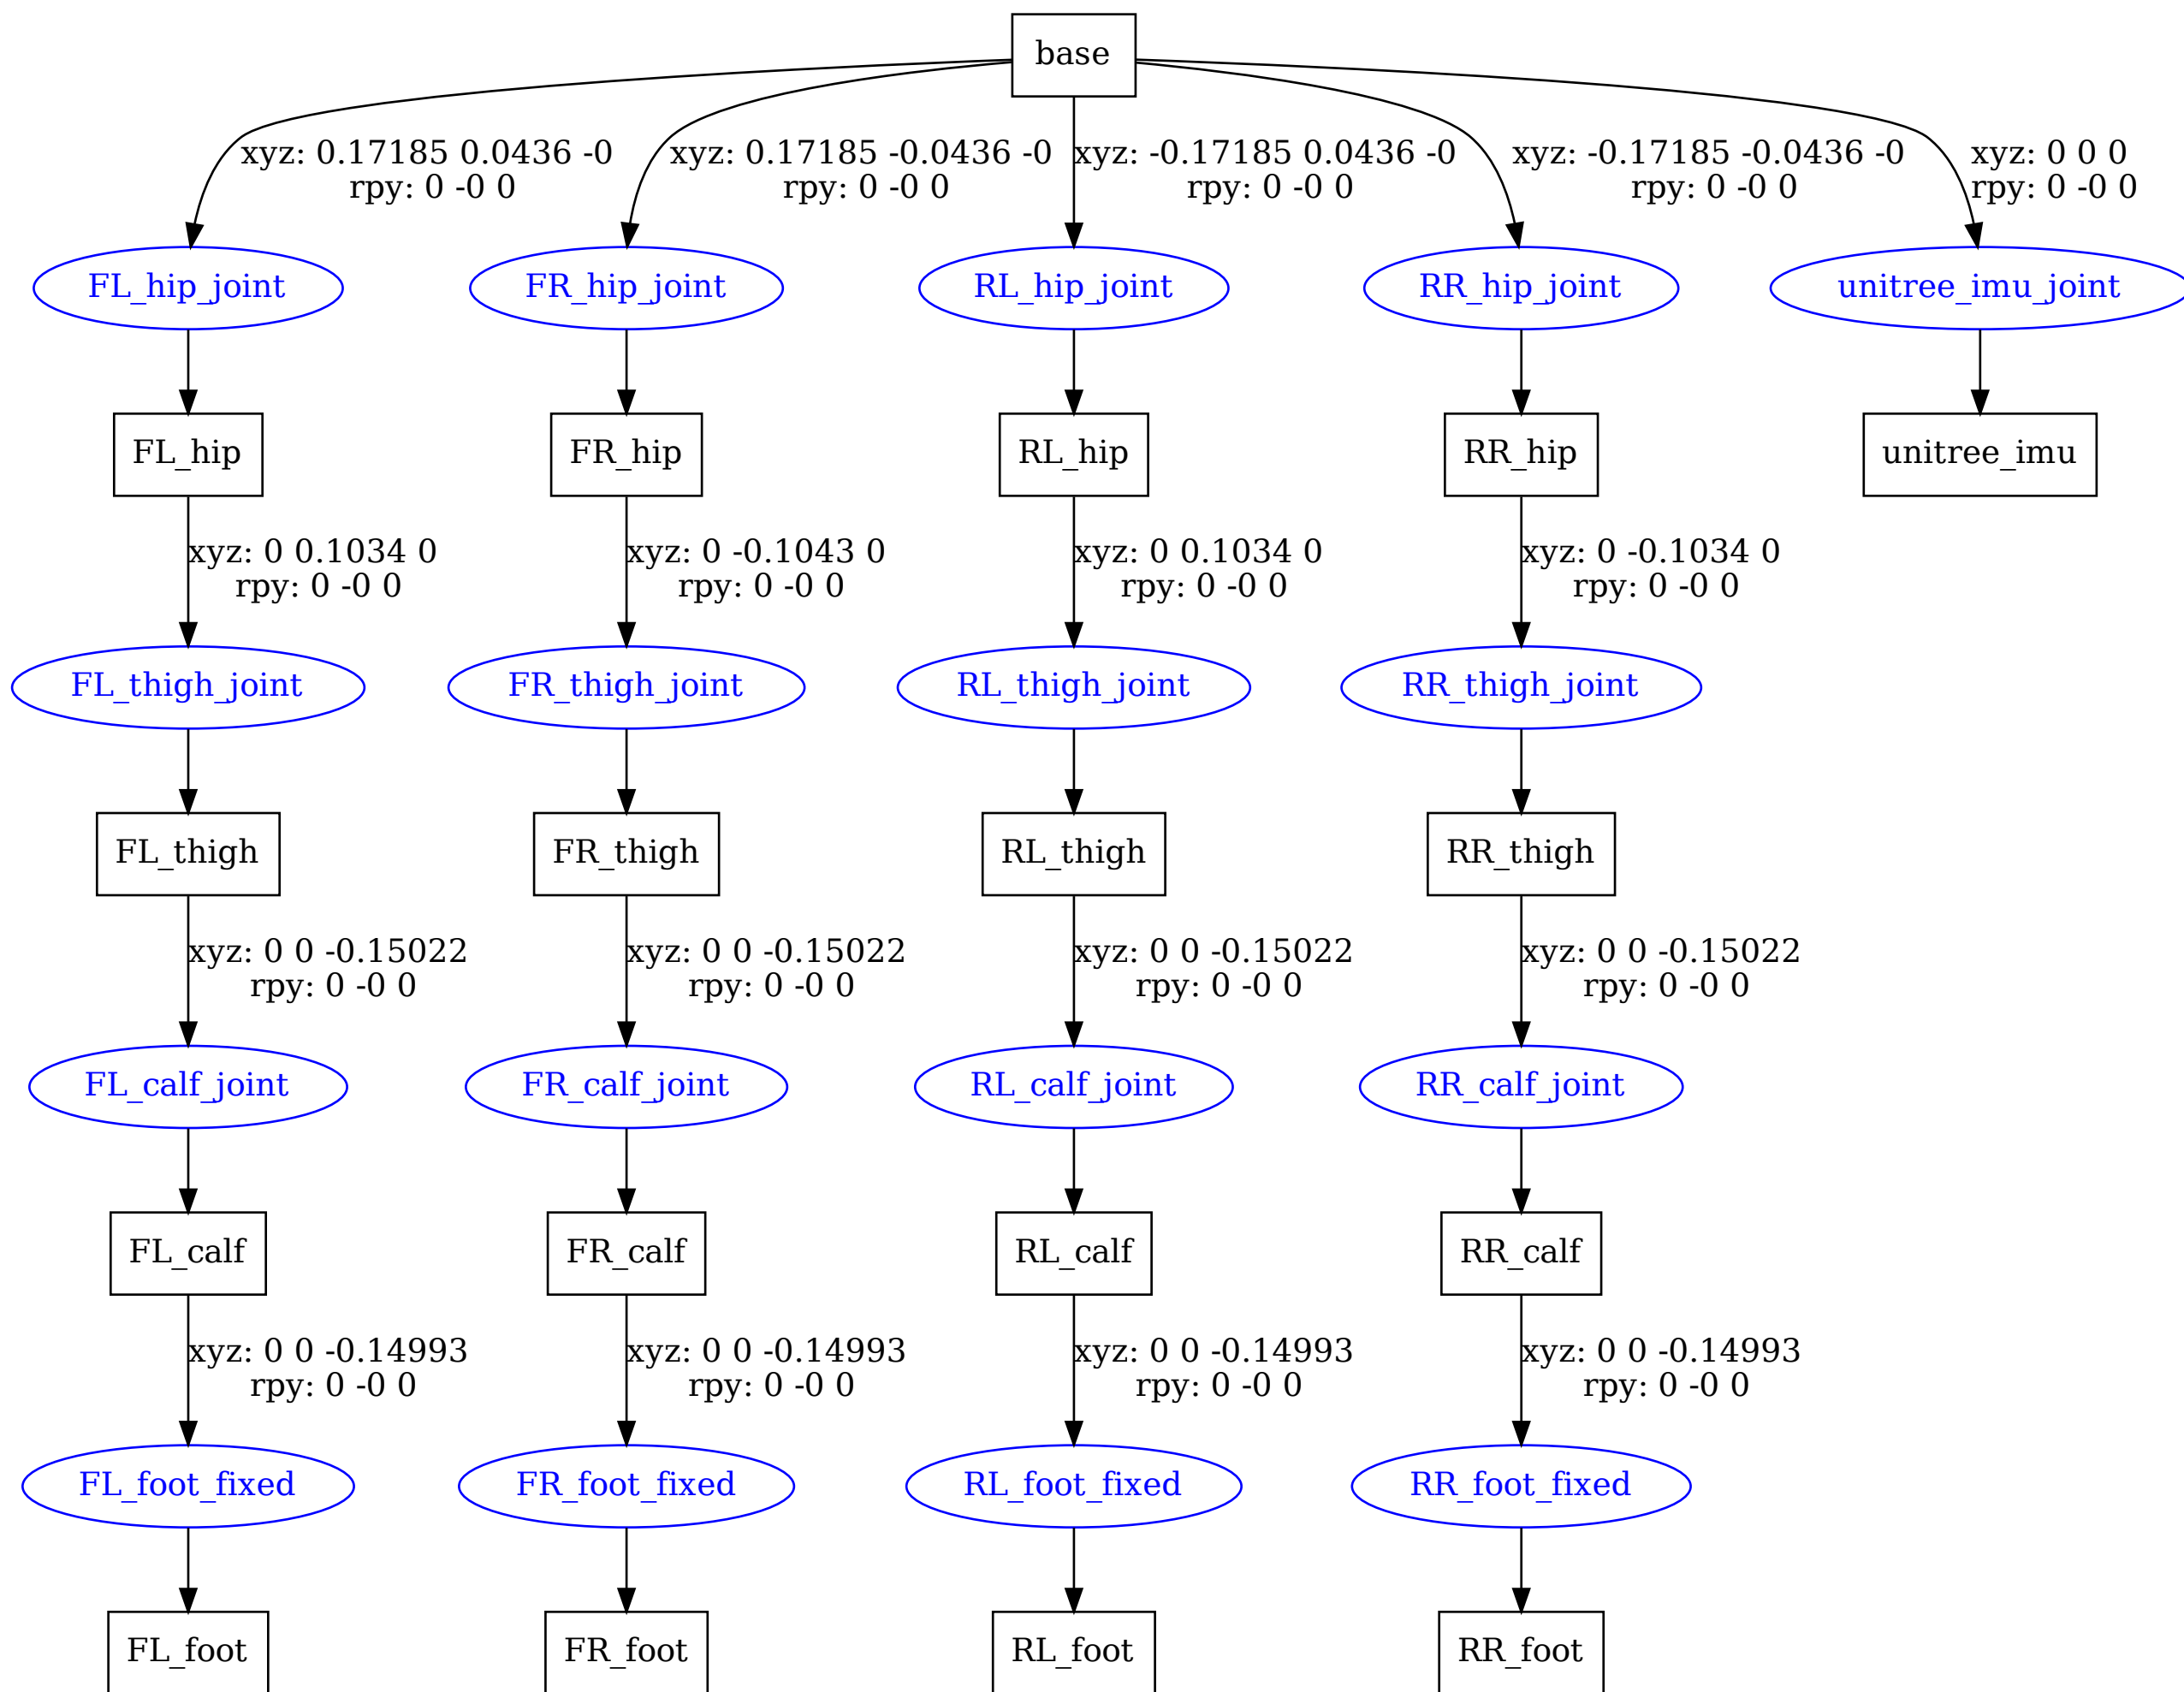 base
xyz: 0.17185 0.0436 -0
rpy: 0 -0 0
xyz: 0.17185 -0.0436 -0
rpy: 0 -0 0
xyz: -0.17185 0.0436 -0
rpy: 0 -0 0
xyz: -0.17185 -0.0436 -0
rpy: 0 -0 0
xyz: 0 0 0
rpy: 0 -0 0
FL_hip_joint
FR_hip_joint
RL_hip_joint
RR_hip_joint
unitree_imu_joint
FL_hip
FR_hip
RL_hip
RR_hip
unitree_imu
xyz: 0 0.1034 0
rpy: 0 -0 0
xyz: 0 -0.1043 0
rpy: 0 -0 0
xyz: 0 0.1034 0
rpy: 0 -0 0
xyz: 0 -0.1034 0
rpy: 0 -0 0
FL_thigh_joint
FR_thigh_joint
RL_thigh_joint
RR_thigh_joint
FL_thigh
FR_thigh
RL_thigh
RR_thigh
xyz: 0 0 -0.15022
rpy: 0 -0 0
xyz: 0 0 -0.15022
rpy: 0 -0 0
xyz: 0 0 -0.15022
rpy: 0 -0 0
xyz: 0 0 -0.15022
rpy: 0 -0 0
FL_calf_joint
FR_calf_joint
RL_calf_joint
RR_calf_joint
FL_calf
FR_calf
RL_calf
RR_calf
xyz: 0 0 -0.14993
rpy: 0 -0 0
xyz: 0 0 -0.14993
rpy: 0 -0 0
xyz: 0 0 -0.14993
rpy: 0 -0 0
xyz: 0 0 -0.14993
rpy: 0 -0 0
FL_foot_fixed
FR_foot_fixed
RL_foot_fixed
RR_foot_fixed
FL_foot
FR_foot
RL_foot
RR_foot